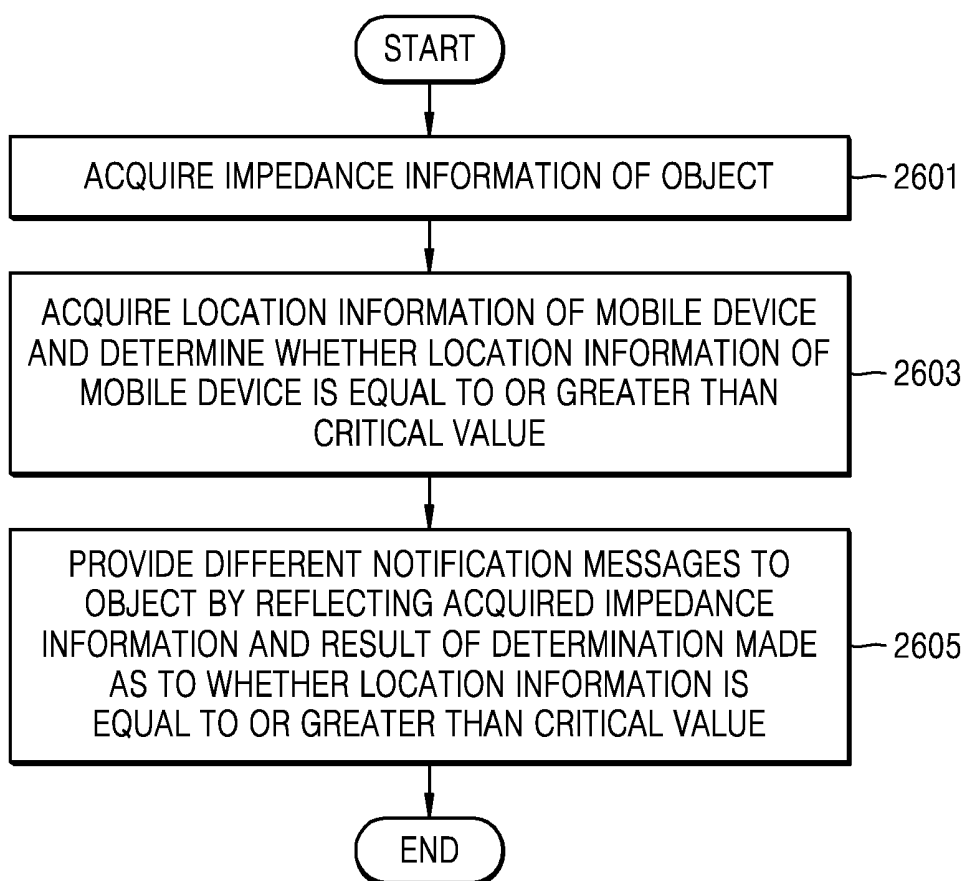 START
ACQUIRE IMPEDANCE INFORMATION OF OBJECT
2601
ACQUIRE LOCATION INFORMATION OF MOBILE DEVICE
AND DETERMINE WHETHER LOCATION INFORMATION OF
MOBILE DEVICE IS EQUAL TO OR GREATER THAN
CRITICAL VALUE
2603
PROVIDE DIFFERENT NOTIFICATION MESSAGES TO
OBJECT BY REFLECTING ACQUIRED IMPEDANCE
INFORMATION AND RESULT OF DETERMINATION MADE
AS TO WHETHER LOCATION INFORMATION IS
EQUAL TO OR GREATER THAN CRITICAL VALUE
2605
END